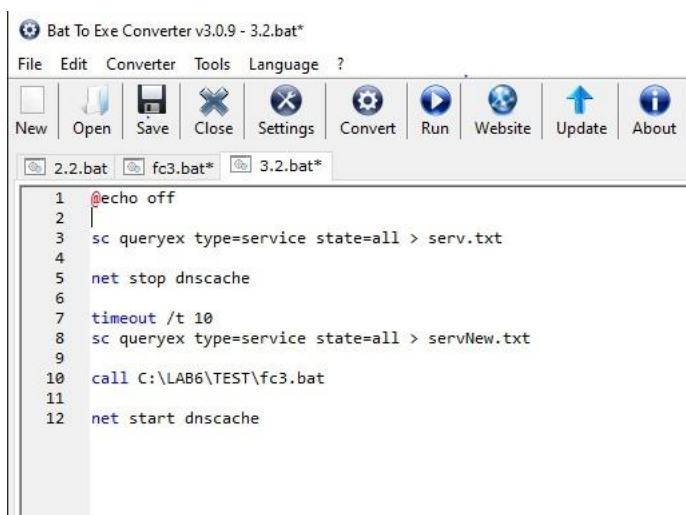 Bat To Exe Converter v3.0.9 - 3.2.bat*
File Edit Converter Tools Language ?
New Open Save Close Settings Convert Run Website Update About
2.2.bat fc3.bat* 3.2.bat*
1 @echo off
2
3 sc queryex type=service state=all > serv.txt
4
5 net stop dnscache
6
7 timeout /t 10
8 sc queryex type=service state=all > servNew.txt
9
10 call C:\LAB6\TEST\fc3.bat
11
12 net start dnscache